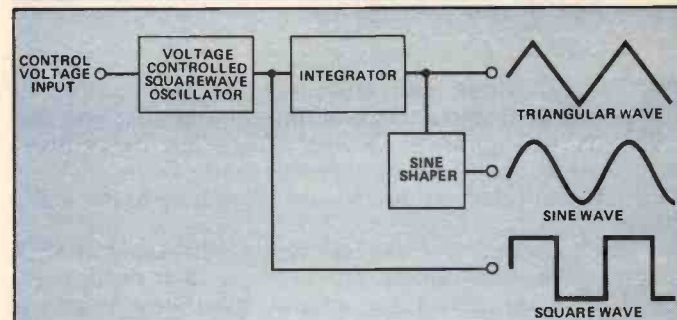 CONTROL
VOLTAGE
INPUT
VOLTAGE
CONTROLLED
SQUAREWAVE
OSCILLATOR
INTEGRATOR
SINE
SHAPER
TRIANGULAR WAVE
SINE WAVE
SQUARE WAVE